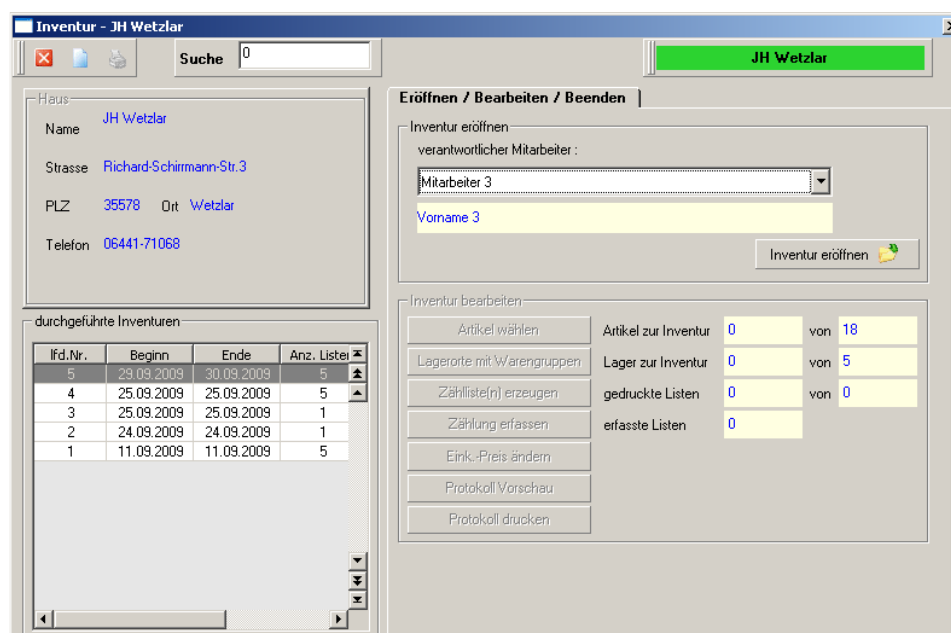 Inventur - JH Wetzlar
Suche 0
JH Wetzlar
Haus
Name JH Wetzlar
Strasse Richard-Schirrmann-Str.3
PLZ 35578 Ort Wetzlar
Telefon 06441-71068
durchgeführte Inventuren
lfd.Nr. Beginn Ende Anz. Listen
5 29.09.2009 30.09.2009 5
4 25.09.2009 25.09.2009 5
3 25.09.2009 25.09.2009 1
2 24.09.2009 24.09.2009 1
1 11.09.2009 11.09.2009 5
Eröffnen / Bearbeiten / Beenden
Inventur eröffnen
verantwortlicher Mitarbeiter :
Mitarbeiter 3
Vorname 3
Inventur eröffnen
Inventur bearbeiten
Artikel wählen Artikel zur Inventur 0 von 18
Lagerorte mit Warengruppen Lager zur Inventur 0 von 5
Zählliste(n) erzeugen gedruckte Listen 0 von 0
Zählung erfassen erfasste Listen 0
Eink.-Preis ändern
Protokoll Vorschau
Protokoll drucken